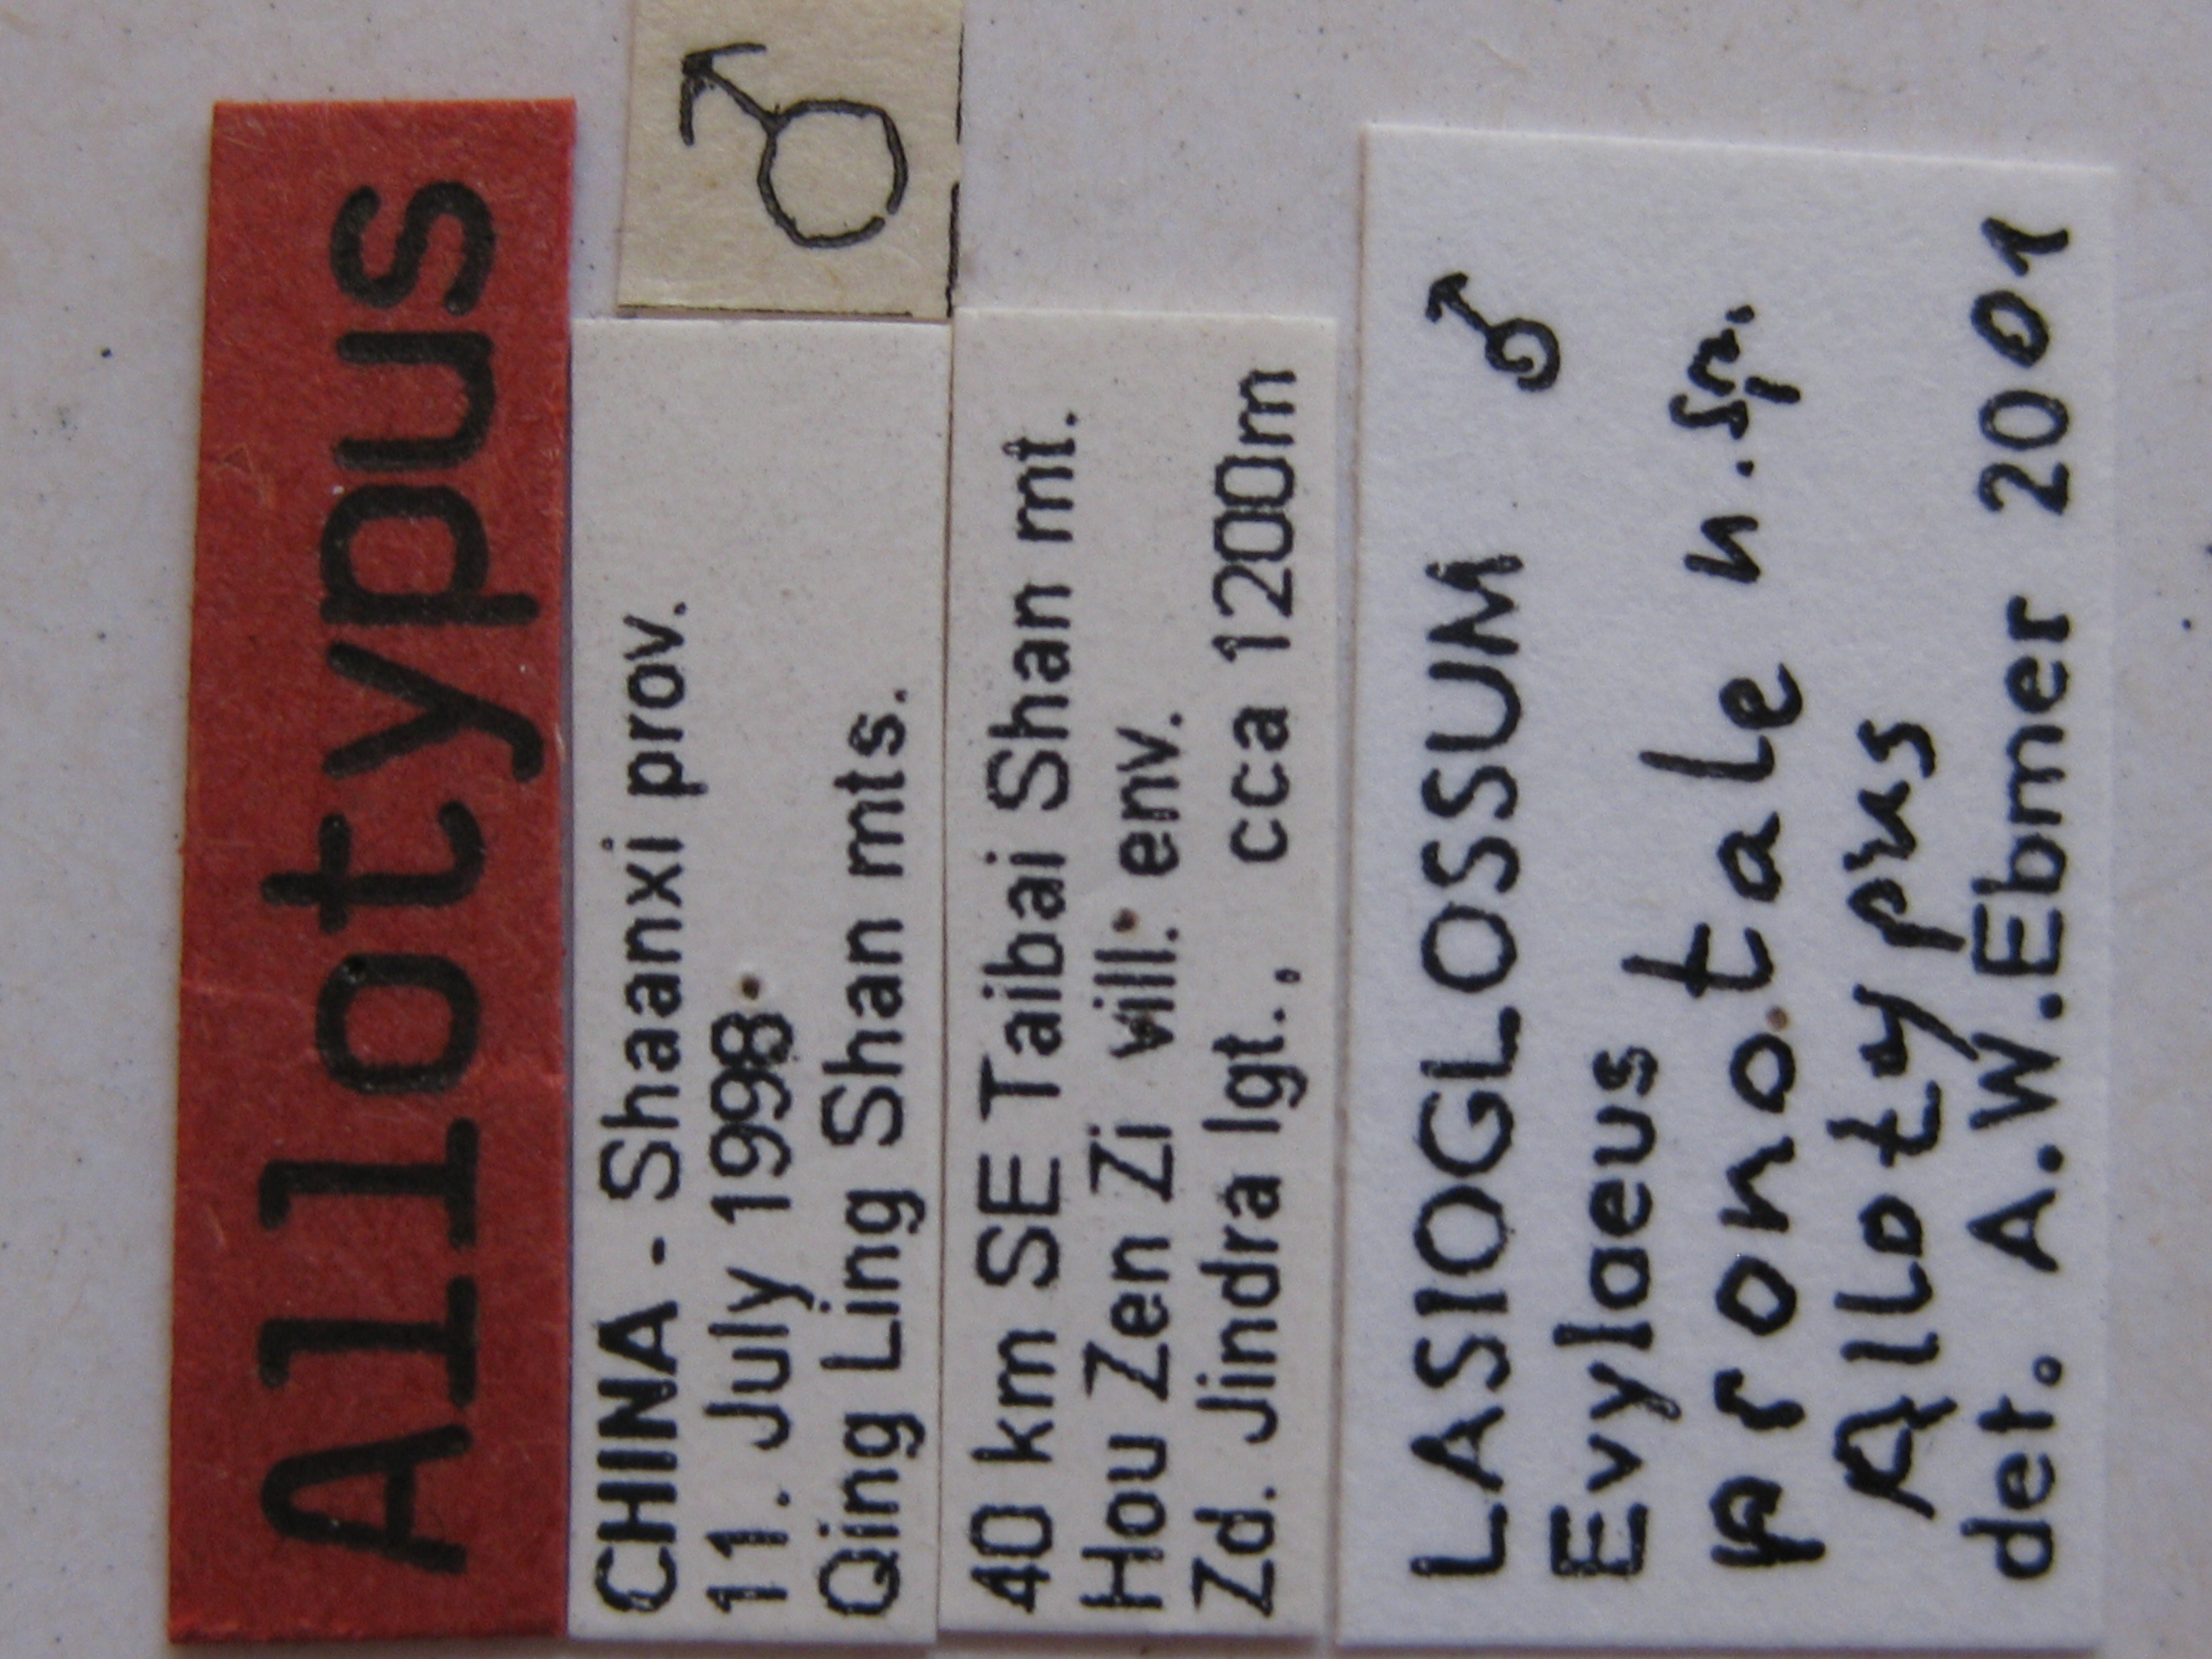 Allotypus
♂
CHINA - Shaanxi prov.
11. July 1998
Qing Ling Shan mts.
40 km SE Taibai Shan mt.
Hou Zen Zi vill. env.
Zd. Jindra lgt., cca 1200m
LASIOGLOSSUM ♂
Evylaeus
pronotale n.sp.
Allotypus
det. A.W.Ebmer 2001